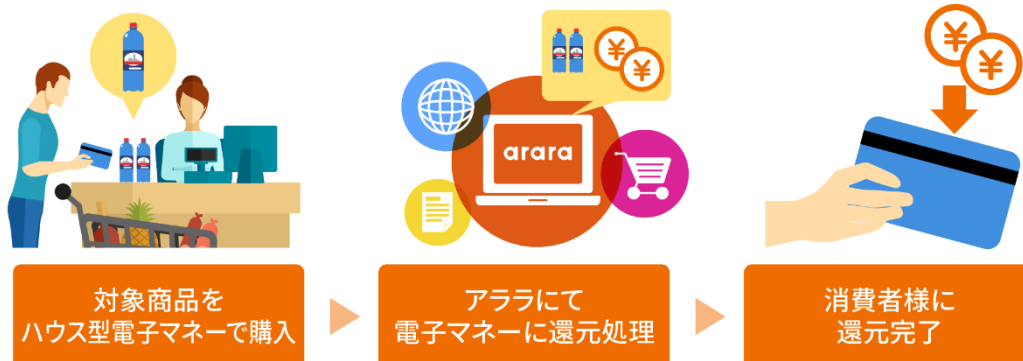 ¥ ¥
arara
¥ ¥
対象商品を
ハウス型電子マネーで購入
アララにて
電子マネーに還元処理
消費者様に
還元完了